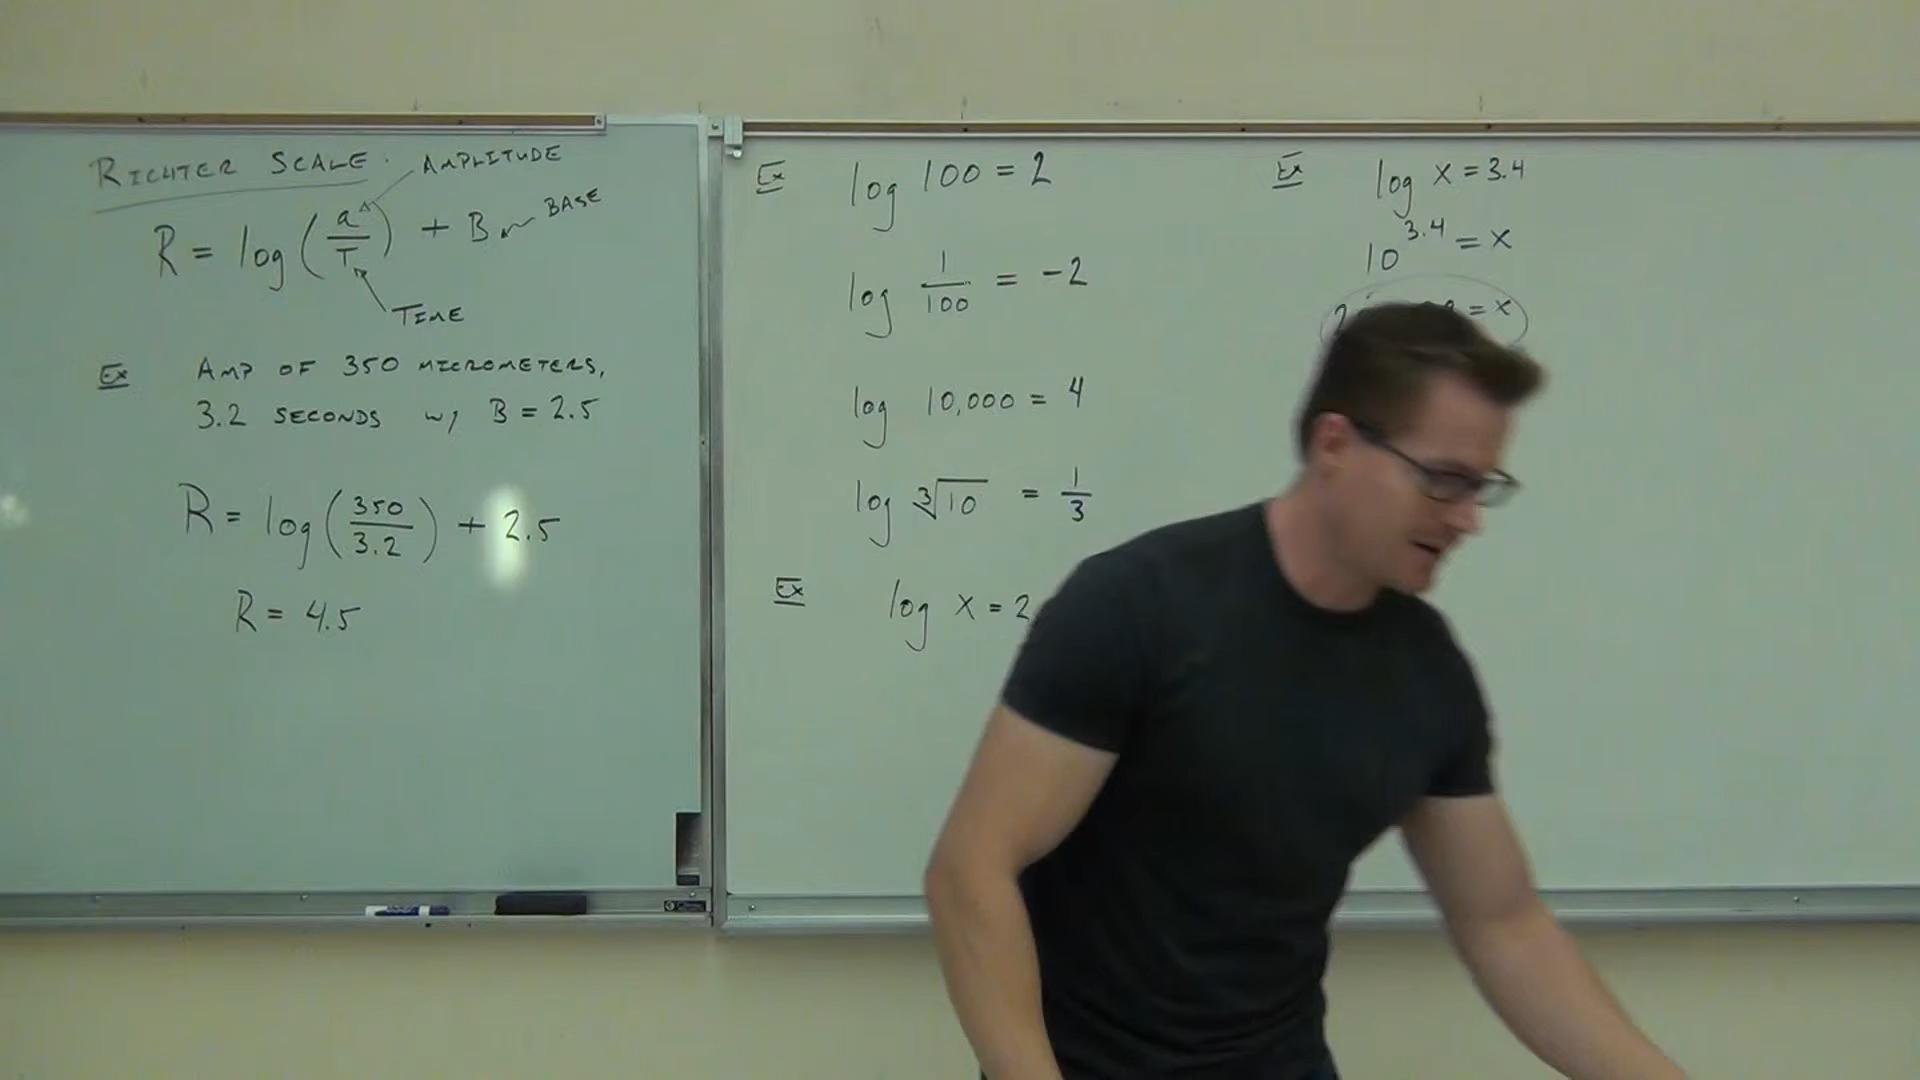 RICHTER SCALE
AMPLITUDE
R = log (a/T) + B
BASE
TIME
Ex AMP OF 350 MICROMETERS,
3.2 SECONDS w/ B = 2.5
R = log (350/3.2) + 2.5
R = 4.5
Ex log 100 = 2
log 1/100 = -2
log 10,000 = 4
log ∛10 = 1/3
Ex log x = 2
Ex log x = 3.4
10^3.4 = x
= x